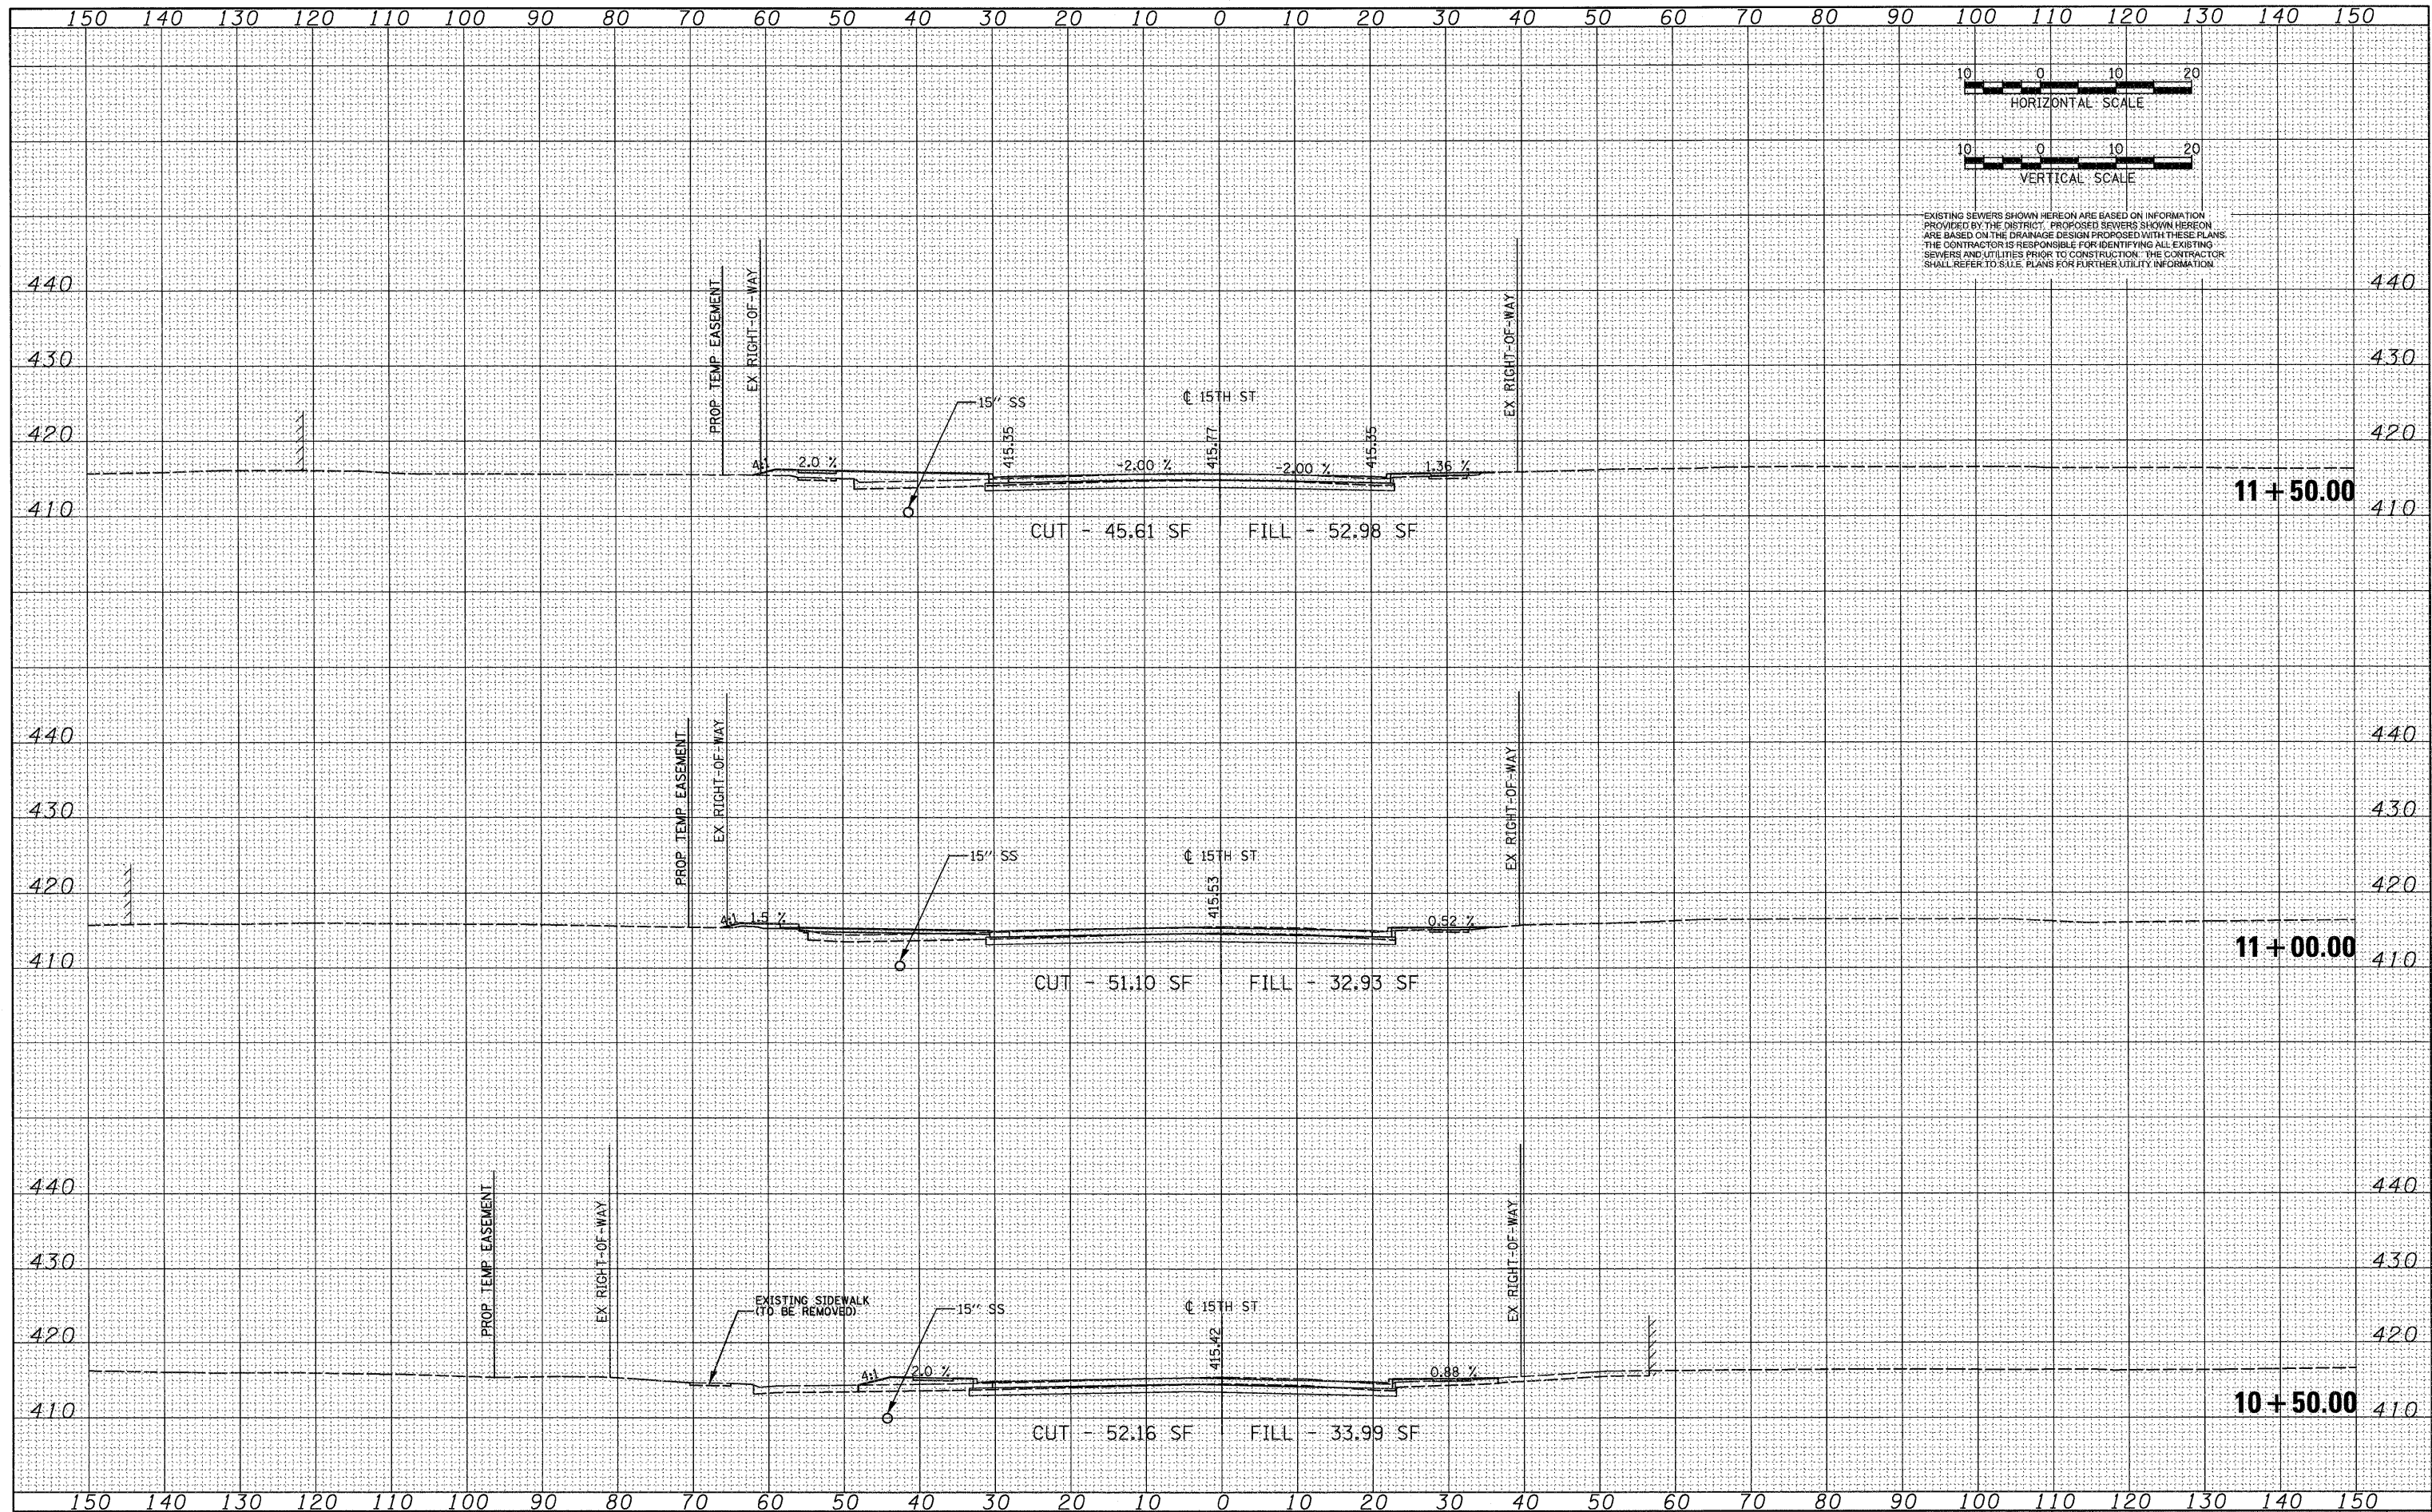 150 140 130 120 110 100 90 80 70 60 50 40 30 20 10 0 10 20 30 40 50 60 70 80 90 100 110 120 130 140 150
10 0 10 20
HORIZONTAL SCALE
10 0 10 20
VERTICAL SCALE
EXISTING SEWERS SHOWN HEREON ARE BASED ON INFORMATION
PROVIDED BY THE DISTRICT. PROPOSED SEWERS SHOWN HEREON
ARE BASED ON THE DRAINAGE DESIGN PROPOSED WITH THESE PLANS.
THE CONTRACTOR IS RESPONSIBLE FOR IDENTIFYING ALL EXISTING
SEWERS AND UTILITIES PRIOR TO CONSTRUCTION. THE CONTRACTOR
SHALL REFER TO S.U.E. PLANS FOR FURTHER UTILITY INFORMATION.
440 440
430 430
420 420
410 410
PROP TEMP EASEMENT
EX RIGHT-OF-WAY
15" SS
℄ 15TH ST
EX RIGHT-OF-WAY
415.35
415.77
415.35
4:1 2.0 % -2.00 % -2.00 % 1.36 %
11+50.00
CUT - 45.61 SF FILL - 52.98 SF
440 440
430 430
420 420
410 410
PROP TEMP EASEMENT
EX RIGHT-OF-WAY
15" SS
℄ 15TH ST
EX RIGHT-OF-WAY
415.53
4:1 1.5 % 0.52 %
11+00.00
CUT - 51.10 SF FILL - 32.93 SF
440 440
430 430
420 420
410 410
PROP TEMP EASEMENT
EX RIGHT-OF-WAY
EXISTING SIDEWALK
(TO BE REMOVED)
15" SS
℄ 15TH ST
EX RIGHT-OF-WAY
415.42
4:1 2.0 % 0.88 %
10+50.00
CUT - 52.16 SF FILL - 33.99 SF
150 140 130 120 110 100 90 80 70 60 50 40 30 20 10 0 10 20 30 40 50 60 70 80 90 100 110 120 130 140 150